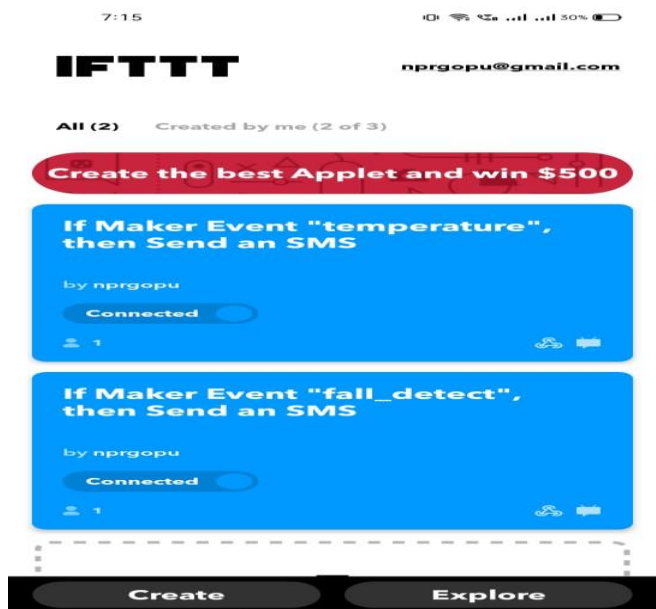 7:15 30%
IFTTT nprgopu@gmail.com
All (2) Created by me (2 of 3)
Create the best Applet and win $500
If Maker Event "temperature",
then Send an SMS
by nprgopu
Connected
1
If Maker Event "fall_detect",
then Send an SMS
by nprgopu
Connected
1
Create Explore